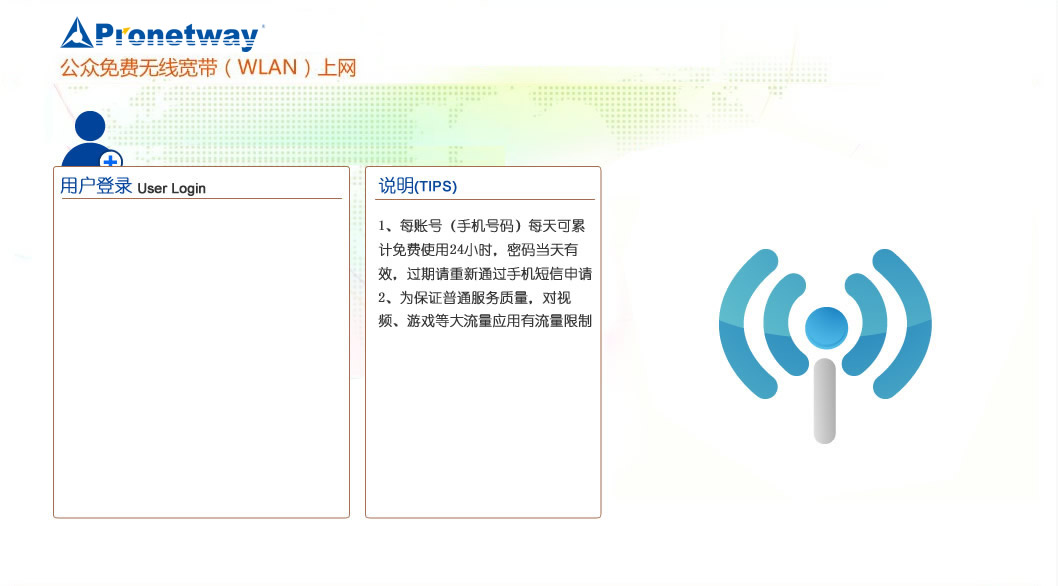 Pronetway
公众免费无线宽带（WLAN）上网
用户登录 User Login
说明(TIPS)
1、每账号（手机号码）每天可累
计免费使用24小时，密码当天有
效，过期请重新通过手机短信申请
2、为保证普通服务质量，对视
频、游戏等大流量应用有流量限制